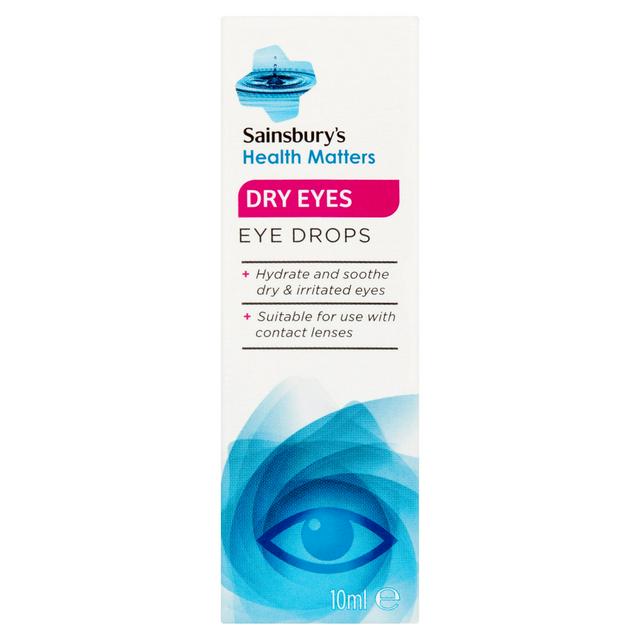 Sainsbury's
Health Matters
DRY EYES
EYE DROPS
+ Hydrate and soothe
dry & irritated eyes
+ Suitable for use with
contact lenses
10ml ℮